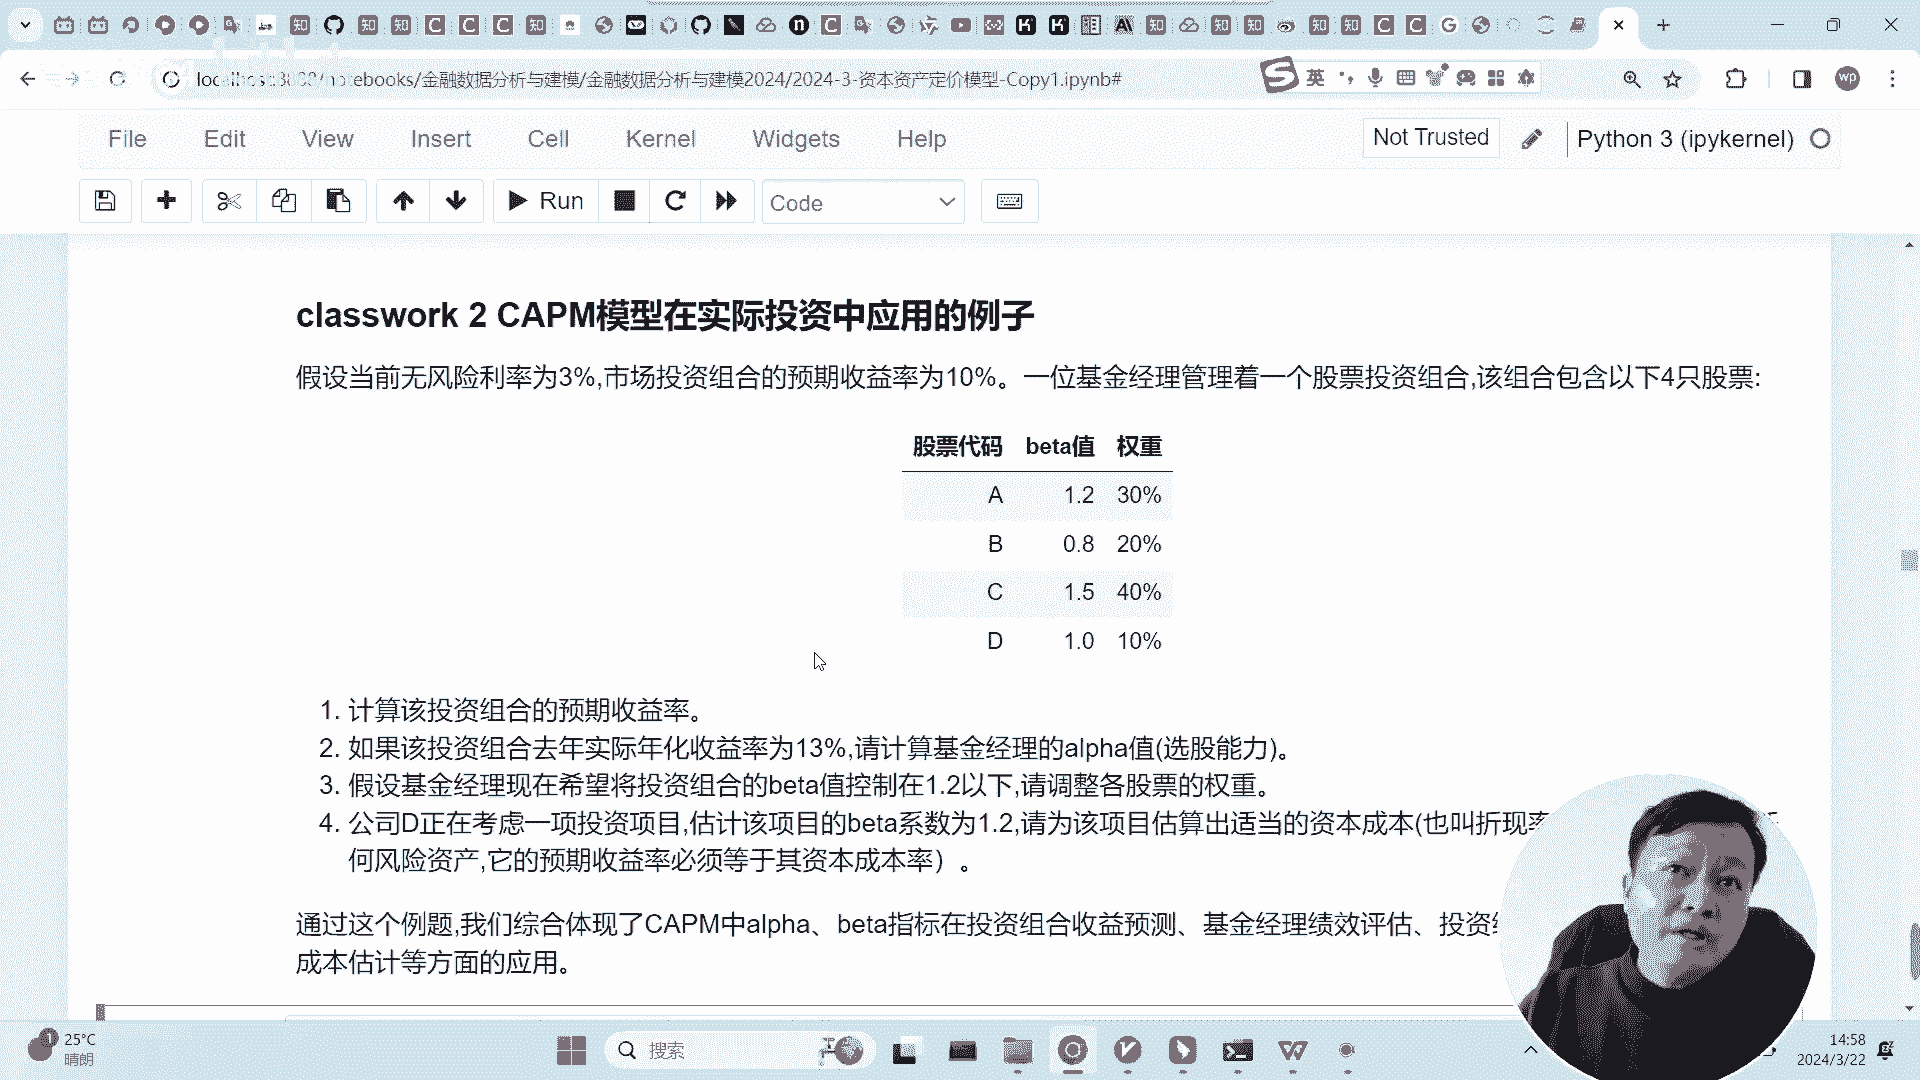 localhost:8888/notebooks/金融数据分析与建模/金融数据分析与建模2024/2024-3-资本资产定价模型-Copy1.ipynb#
英
wp
File Edit View Insert Cell Kernel Widgets Help
Not Trusted
Python 3 (ipykernel)
Run
Code
classwork 2 CAPM模型在实际投资中应用的例子
假设当前无风险利率为3%,市场投资组合的预期收益率为10%。一位基金经理管理着一个股票投资组合,该组合包含以下4只股票:
股票代码 beta值 权重
A 1.2 30%
B 0.8 20%
C 1.5 40%
D 1.0 10%
1. 计算该投资组合的预期收益率。
2. 如果该投资组合去年实际年化收益率为13%,请计算基金经理的alpha值(选股能力)。
3. 假设基金经理现在希望将投资组合的beta值控制在1.2以下,请调整各股票的权重。
4. 公司D正在考虑一项投资项目,估计该项目的beta系数为1.2,请为该项目估算出适当的资本成本(也叫折现率
何风险资产,它的预期收益率必须等于其资本成本率）。
通过这个例题,我们综合体现了CAPM中alpha、beta指标在投资组合收益预测、基金经理绩效评估、投资
成本估计等方面的应用。
1
25°C
晴朗
搜索
14:58
2024/3/22